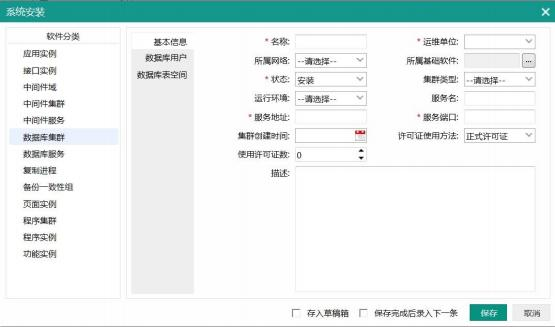 系统安装
软件分类
应用实例
接口实例
中间件域
中间件集群
中间件服务
数据库集群
数据库服务
复制进程
备份一致性组
页面实例
程序集群
程序实例
功能实例
基本信息
数据库用户
数据库表空间
* 名称:
* 运维单位:
所属网络: --请选择--
所属基础软件: ...
* 状态: 安装
集群类型: --请选择--
运行环境: --请选择--
服务名:
* 服务地址:
* 服务端口:
集群创建时间:
许可证使用方法: 正式许可证
使用许可证数: 0
描述:
存入草稿箱 保存完成后录入下一条 保存 取消